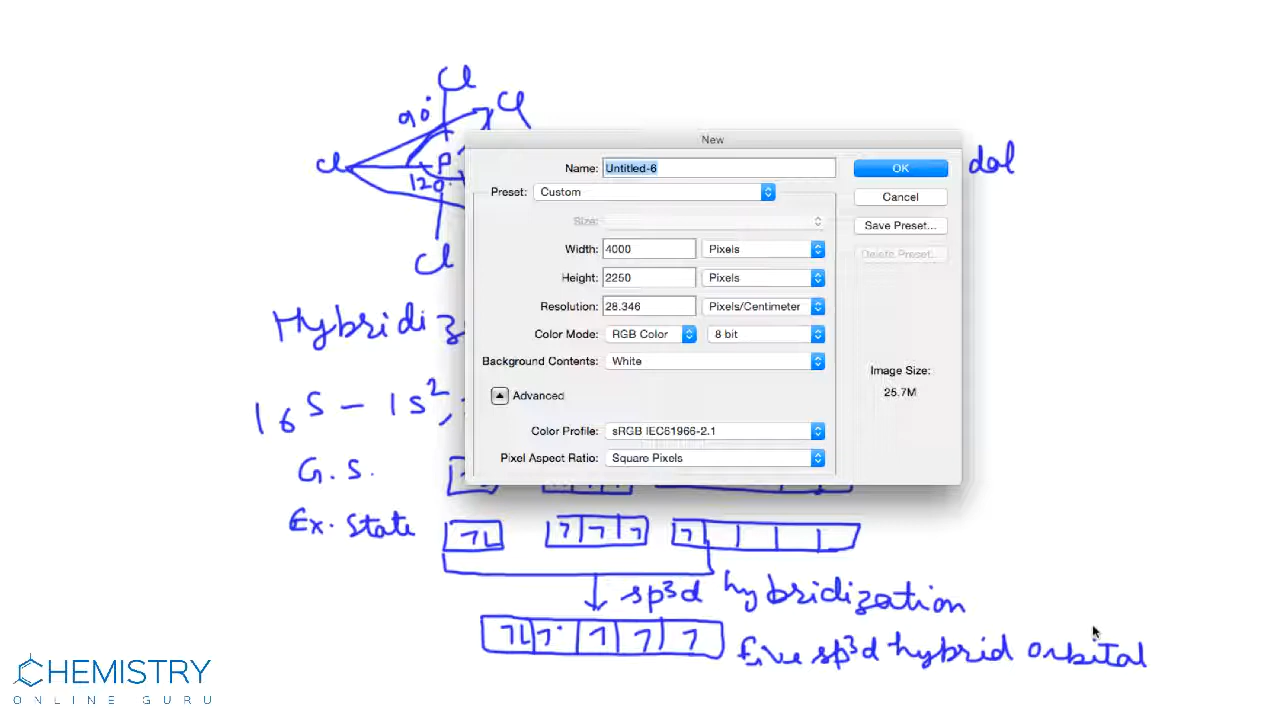 Cl
90° Cl
Cl P dal
120°
Cl
Hybridiz
16S - 1S²,
G.S.
Ex. State
sp³d hybridization
five sp³d hybrid orbital
New
Name: Untitled-6 OK
Preset: Custom Cancel
Size: Save Preset...
Delete Preset...
Width: 4000 Pixels
Height: 2250 Pixels
Resolution: 28.346 Pixels/Centimeter
Color Mode: RGB Color 8 bit
Background Contents: White
Image Size:
25.7M
Advanced
Color Profile: sRGB IEC61966-2.1
Pixel Aspect Ratio: Square Pixels
CHEMISTRY
ONLINE GURU